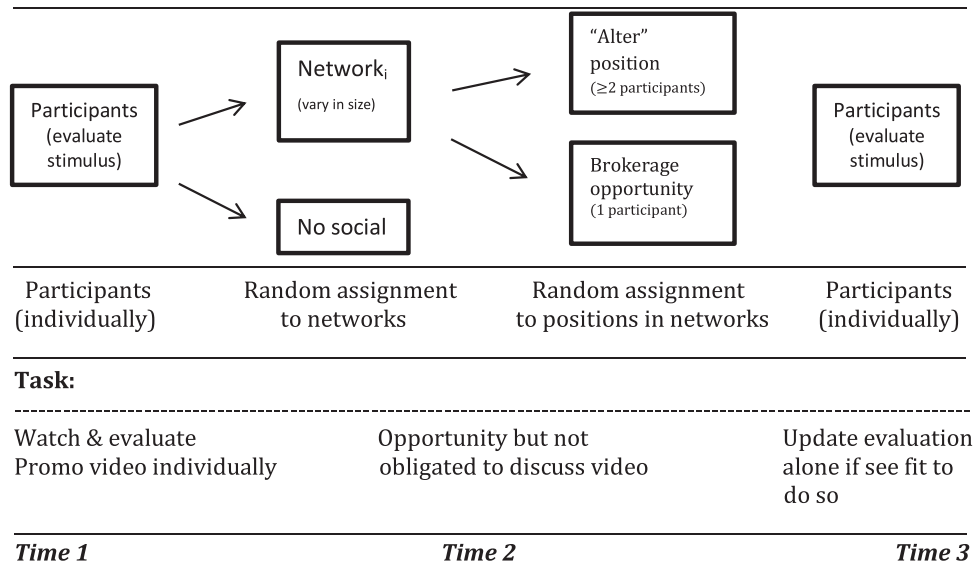 Participants
(evaluate
stimulus)
Networkᵢ
(vary in size)
No social
“Alter”
position
(≥2 participants)
Brokerage
opportunity
(1 participant)
Participants
(evaluate
stimulus)
Participants
(individually)
Random assignment
to networks
Random assignment
to positions in networks
Participants
(individually)
Task:
Watch & evaluate
Promo video individually
Opportunity but not
obligated to discuss video
Update evaluation
alone if see fit to
do so
Time 1
Time 2
Time 3